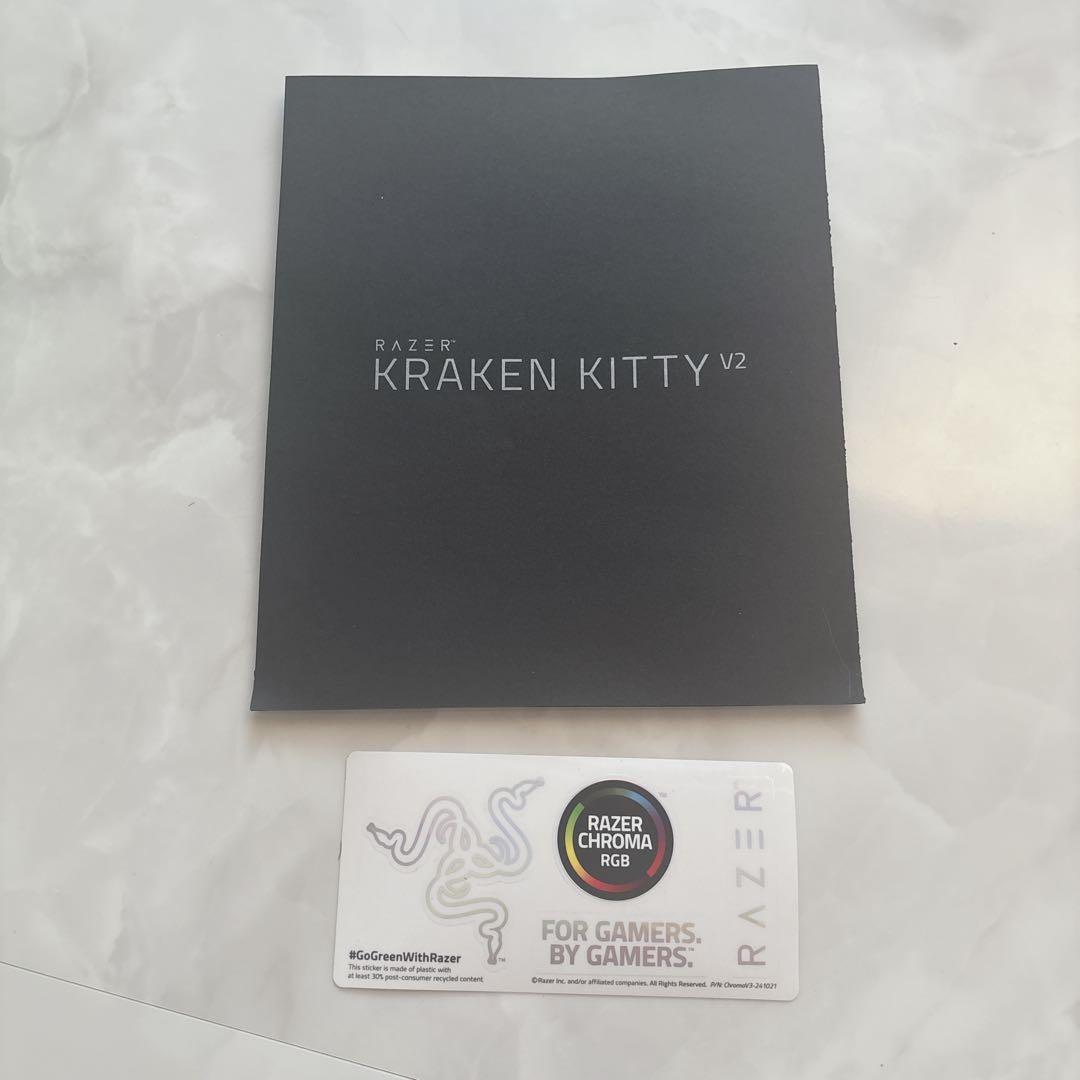 RAZER™
KRAKEN KITTY V2
RAZER
CHROMA
RGB
™
FOR GAMERS.
BY GAMERS.™
RAZER
™
#GoGreenWithRazer
This sticker is made of plastic with
at least 30% post-consumer recycled content
©Razer Inc. and/or affiliated companies. All Rights Reserved. P/N: ChromaV3-241021